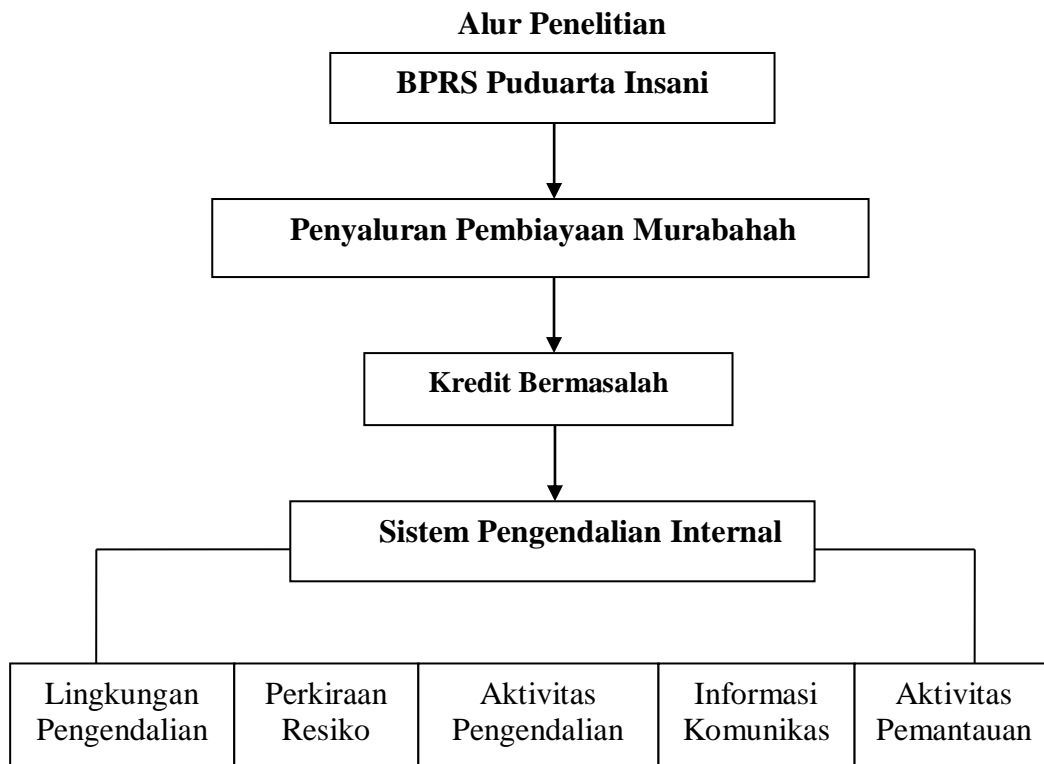 Alur Penelitian
BPRS Puduarta Insani
Penyaluran Pembiayaan Murabahah
Kredit Bermasalah
Sistem Pengendalian Internal
Lingkungan
Pengendalian
Perkiraan
Resiko
Aktivitas
Pengendalian
Informasi
Komunikas
Aktivitas
Pemantauan